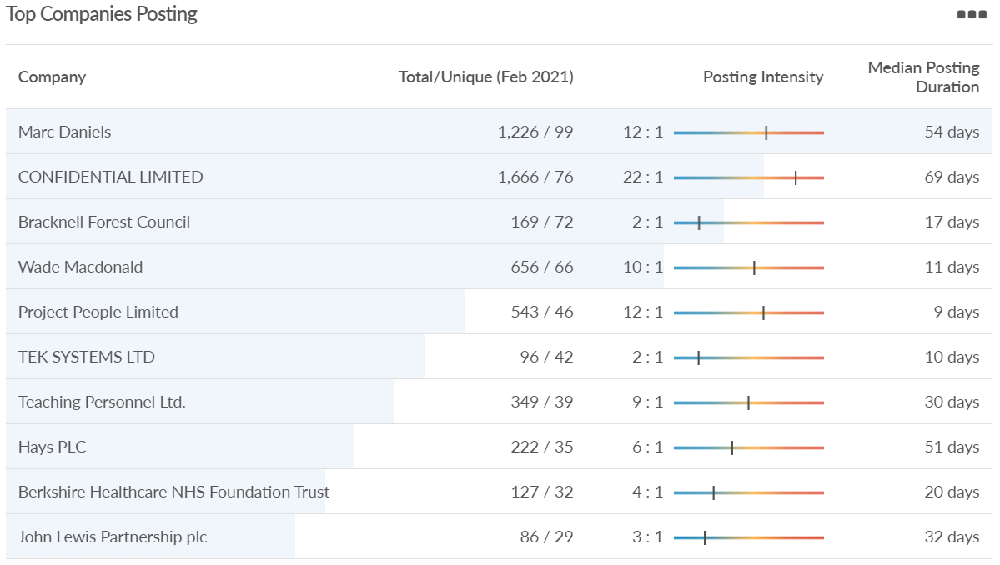 Top Companies Posting
Company Total/Unique (Feb 2021) Posting Intensity Median Posting Duration
Marc Daniels 1,226 / 99 12 : 1 54 days
CONFIDENTIAL LIMITED 1,666 / 76 22 : 1 69 days
Bracknell Forest Council 169 / 72 2 : 1 17 days
Wade Macdonald 656 / 66 10 : 1 11 days
Project People Limited 543 / 46 12 : 1 9 days
TEK SYSTEMS LTD 96 / 42 2 : 1 10 days
Teaching Personnel Ltd. 349 / 39 9 : 1 30 days
Hays PLC 222 / 35 6 : 1 51 days
Berkshire Healthcare NHS Foundation Trust 127 / 32 4 : 1 20 days
John Lewis Partnership plc 86 / 29 3 : 1 32 days